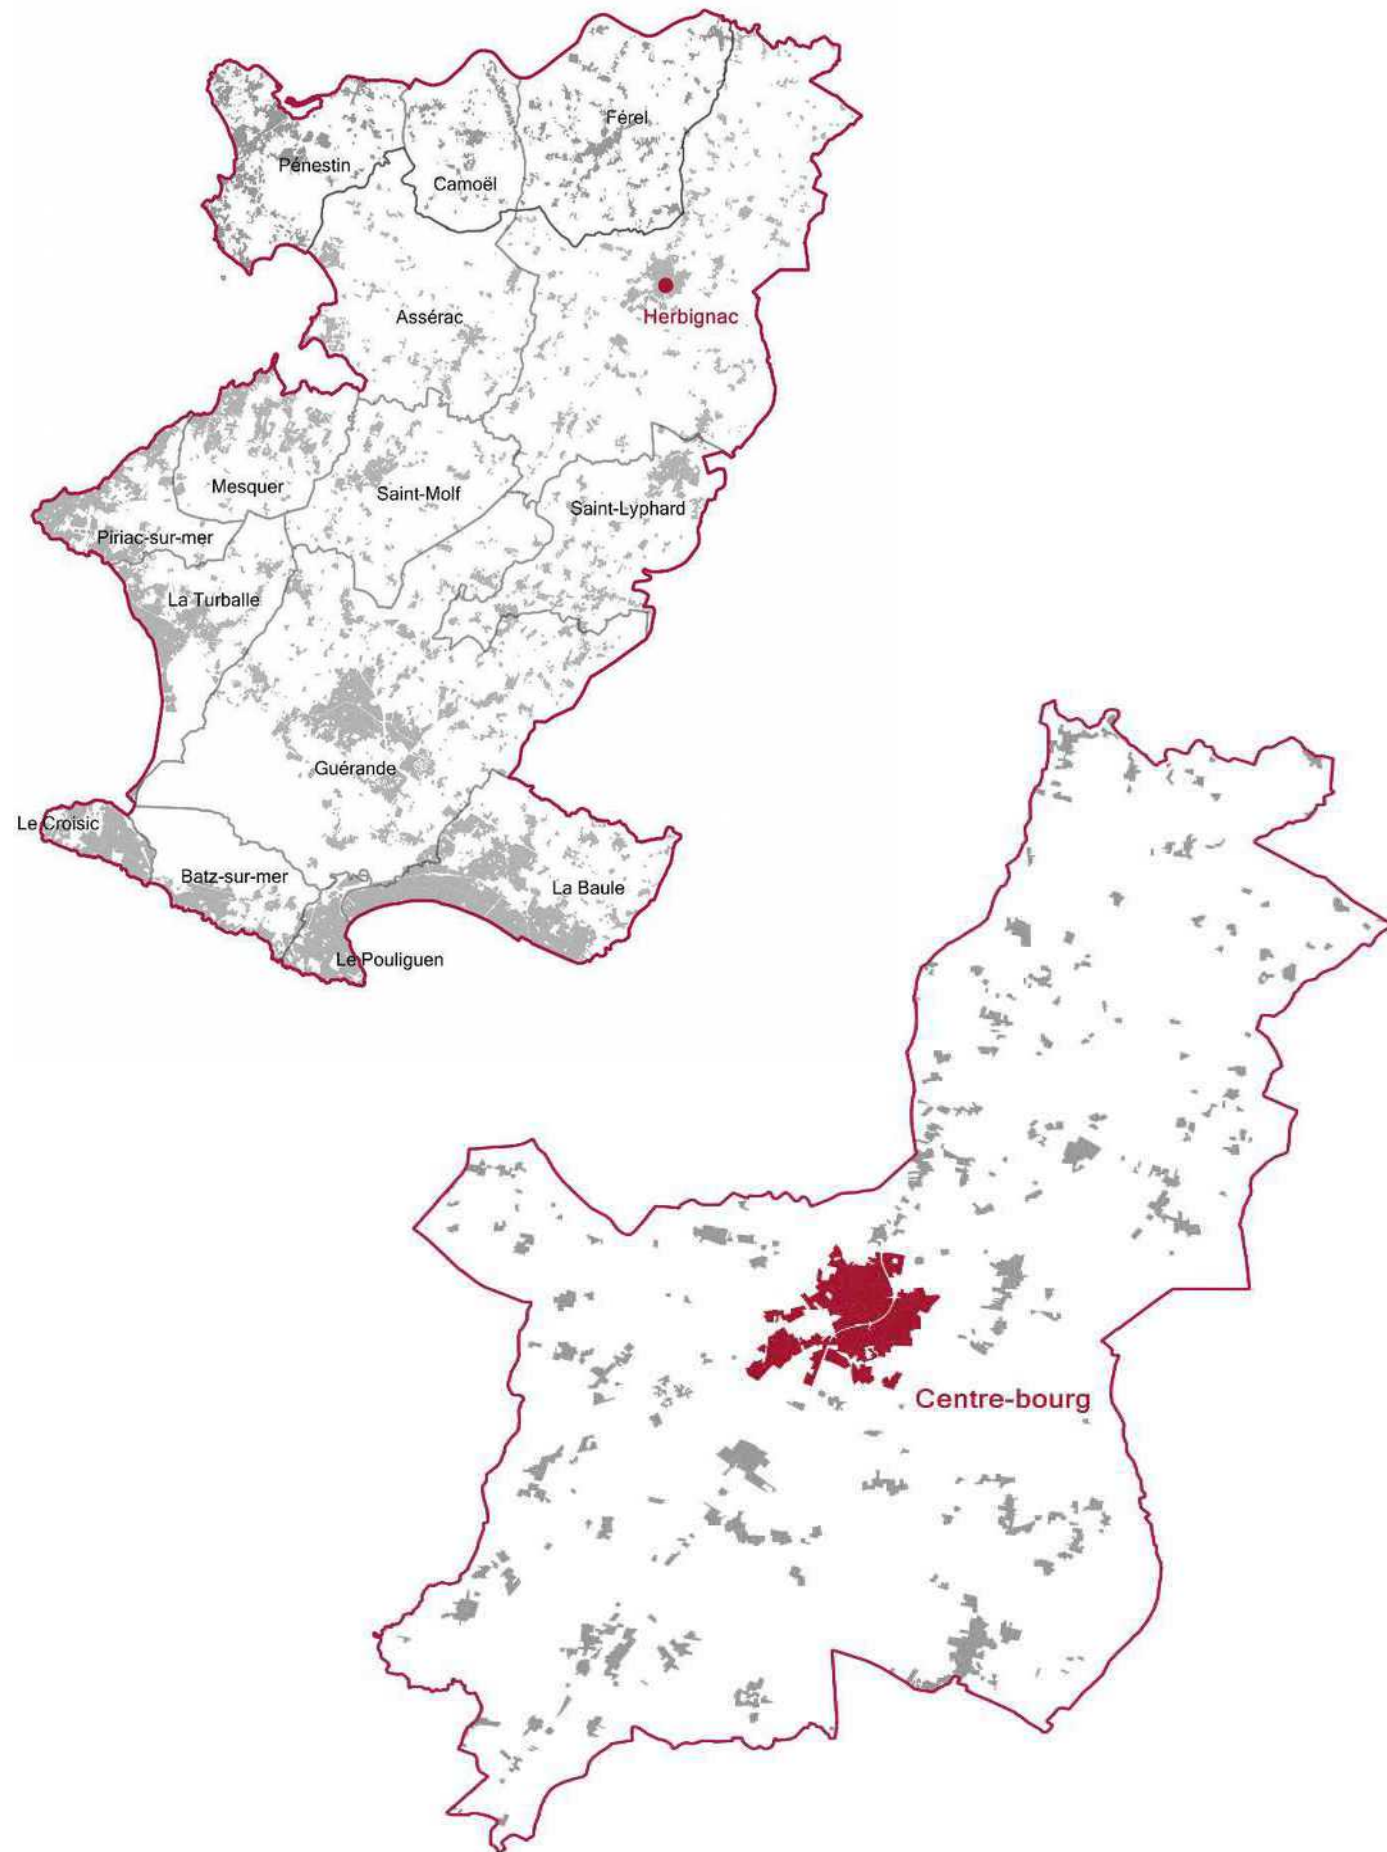 Férel
Pénestin
Camoël
Assérac
Herbignac
Mesquer
Saint-Molf
Saint-Lyphard
Piriac-sur-mer
La Turballe
Guérande
Le Croisic
Batz-sur-mer
La Baule
Le Pouliguen
Centre-bourg